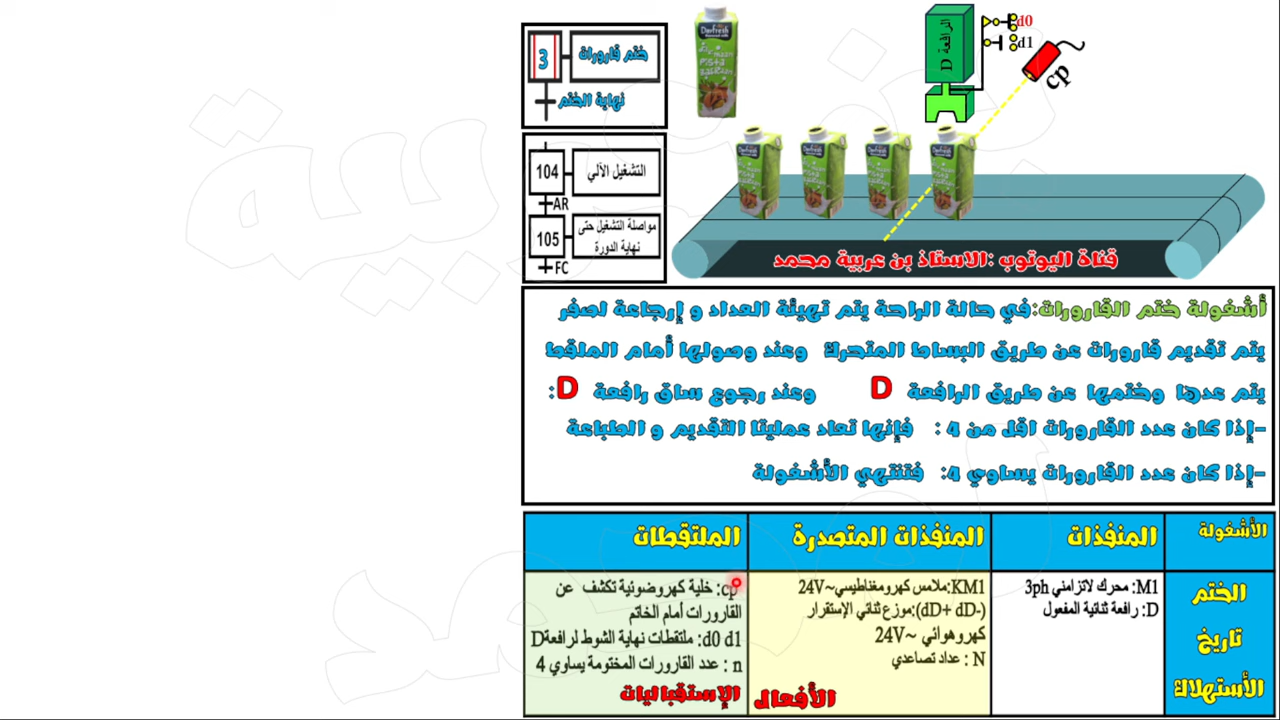 3
ختم قارورات
نهاية الختم
104
التشغيل الآلي
AR
105
مواصلة التشغيل حتى
نهاية الدورة
FC
Dairfresh
الرافعة D
d0
d1
cp
قناة اليوتوب :الاستاذ بن عربية محمد
أشغولة ختم القارورات:في حالة الراحة يتم تهيئة العداد و إرجاعة لصفر
يتم تقديم قارورات عن طريق البساط المتحرك وعند وصولها أمام الملقط
يتم عدها وختمها عن طريق الرافعة D وعند رجوع ساق رافعة D:
-إذا كان عدد القارورات اقل من 4 : فإنها تعاد عمليتا التقديم و الطباعة
-إذا كان عدد القارورات يساوي 4: فتنتهي الأشغولة
الأشغولة
المنفذات
المنفذات المتصدرة
الملتقطات
الختم
تاريخ
الأستهلاك
M1: محرك لاتزامني 3ph
D: رافعة ثنائية المفعول
KM1:ملامس كهرومغناطيسي~24V
(dD+ dD-):موزع ثنائي الإستقرار
كهروهوائي ~24V
N : عداد تصاعدي
الأفعال
cp: خلية كهروضوئية تكشف عن
القارورات أمام الخاتم
d0 d1: ملتقطات نهاية الشوط لرافعةD
n : عدد القارورات المختومة يساوي 4
الإستقباليات